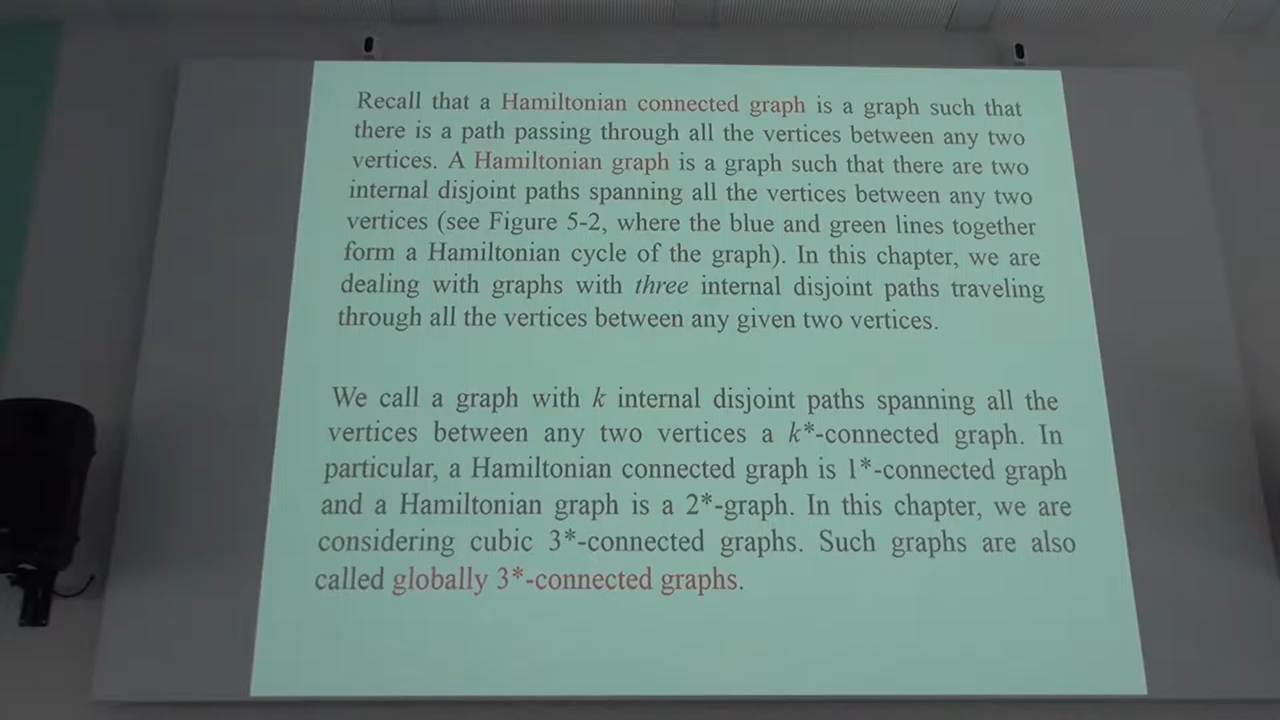 Recall that a Hamiltonian connected graph is a graph such that
there is a path passing through all the vertices between any two
vertices. A Hamiltonian graph is a graph such that there are two
internal disjoint paths spanning all the vertices between any two
vertices (see Figure 5-2, where the blue and green lines together
form a Hamiltonian cycle of the graph). In this chapter, we are
dealing with graphs with three internal disjoint paths traveling
through all the vertices between any given two vertices.
We call a graph with k internal disjoint paths spanning all the
vertices between any two vertices a k*-connected graph. In
particular, a Hamiltonian connected graph is 1*-connected graph
and a Hamiltonian graph is a 2*-graph. In this chapter, we are
considering cubic 3*-connected graphs. Such graphs are also
called globally 3*-connected graphs.